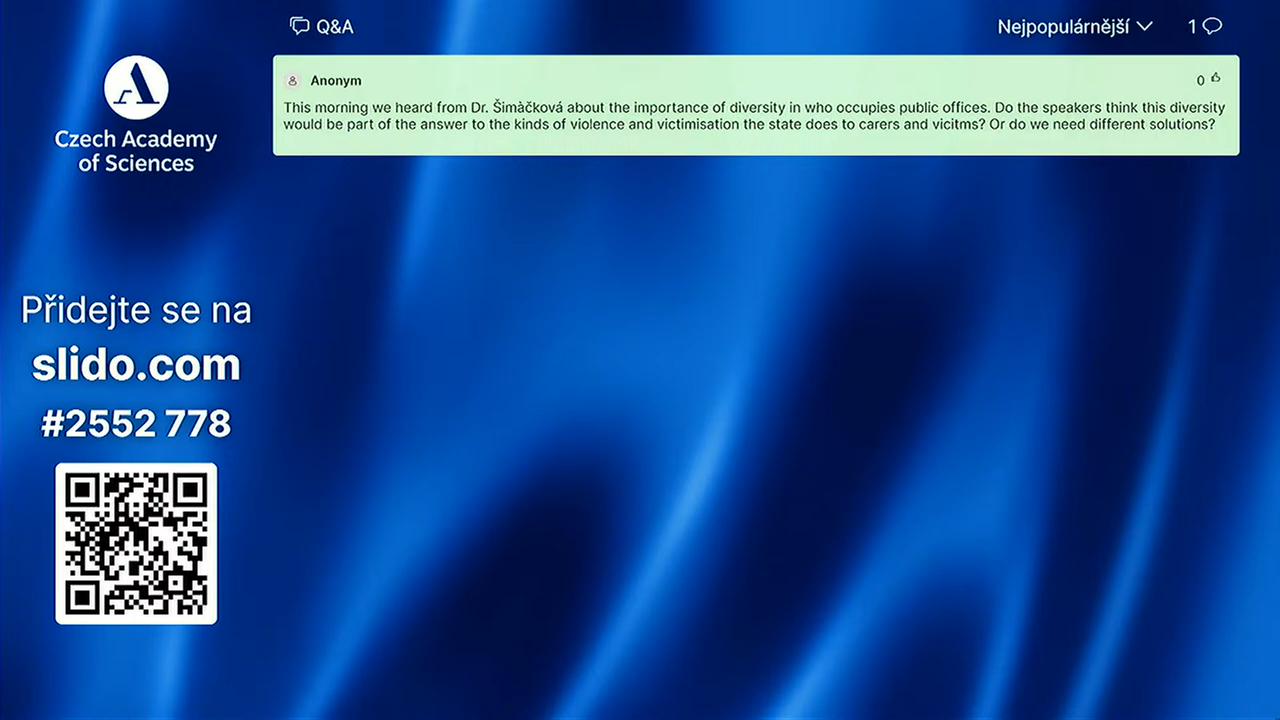 Q&A
Nejpopulárnější
1
Czech Academy
of Sciences
Anonym
0
This morning we heard from Dr. Šimàčková about the importance of diversity in who occupies public offices. Do the speakers think this diversity
would be part of the answer to the kinds of violence and victimisation the state does to carers and vicitms? Or do we need different solutions?
Přidejte se na
slido.com
#2552 778